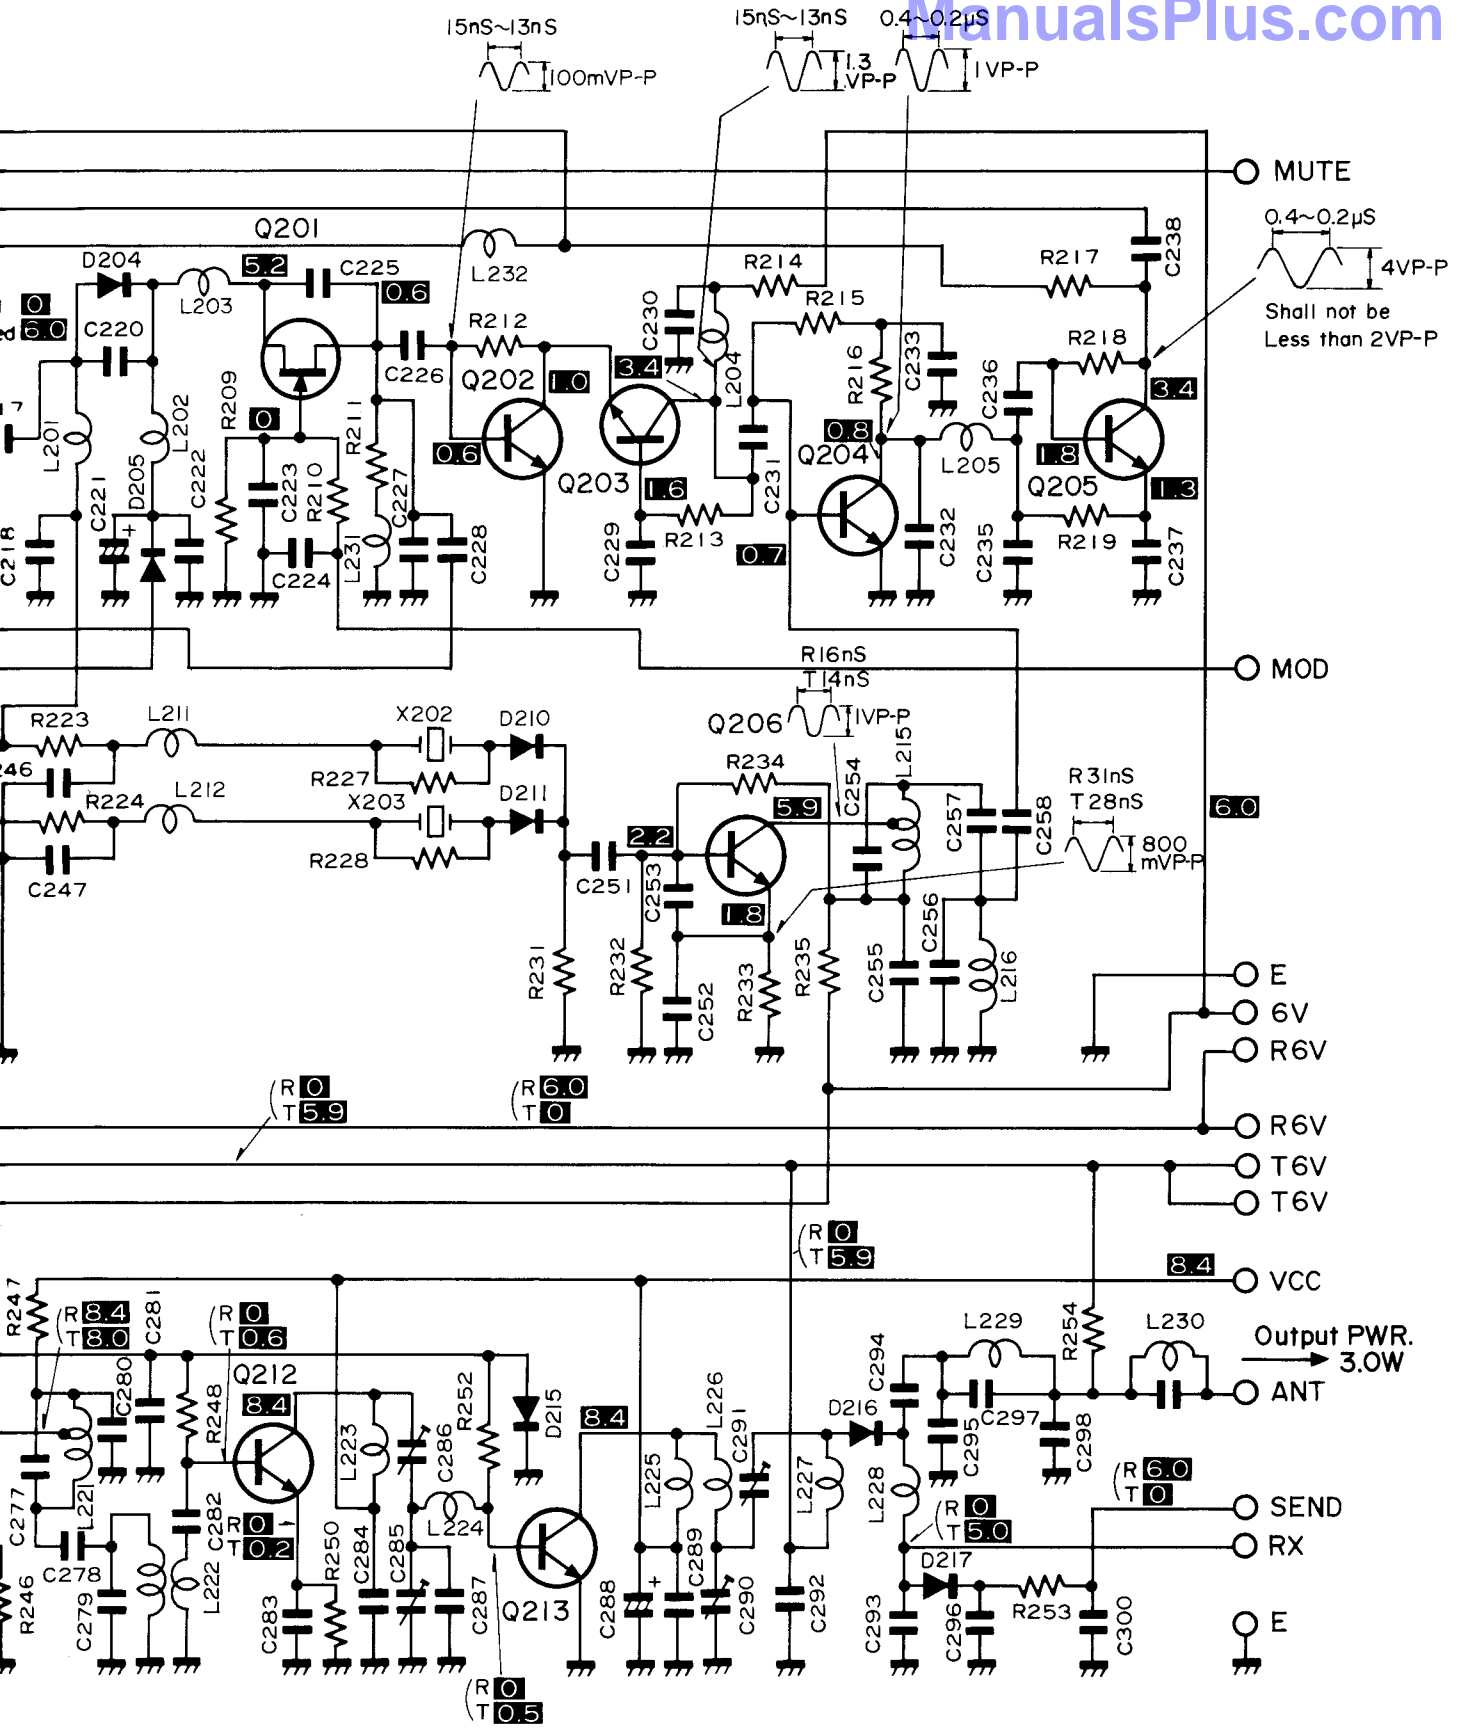 ManualsPlus.com
15nS~13nS
100mVP-P
15nS~13nS
1.3
VP-P
0.4~0.2µS
1VP-P
MUTE
0.4~0.2µS
4VP-P
Shall not be
Less than 2VP-P
Q201
D204
5.2
C225
0.6
L203
L232
R214
R217
C238
0
6.0
C220
R212
C230
R215
R218
C226
Q202
1.0
3.4
L204
R216
C233
C236
3.4
17
R209
0
R211
L201
L202
0.6
Q203
C231
0.8
Q204
L205
1.8
Q205
1.3
C221
+
D205
C222
C223
R210
C227
1.6
C218
C224
L231
C228
C229
R213
0.7
C232
C235
R219
C237
R16nS
T14nS
1VP-P
MOD
R223
L211
X202
D210
Q206
L215
246
R227
R234
C254
R31nS
T28nS
800
mVP-P
R224
L212
X203
D211
5.9
C257
C258
6.0
C247
R228
C251
2.2
C253
1.8
C256
R231
R232
C252
R233
R235
C255
L216
E
6V
R6V
R 0
T 5.9
R 6.0
T 0
R6V
T6V
T6V
R 0
T 5.9
8.4
VCC
R247
R 8.4
T 8.0
C281
R 0
T 0.6
L229
R254
L230
Output PWR.
3.0W
C280
Q212
8.4
R248
R252
D215
8.4
L226
C294
D216
C297
ANT
C277
L221
L223
C286
L225
C291
L227
L228
C295
C298
R 6.0
T 0
SEND
C278
C282
R 0
T 0.2
R250
C284
C285
L224
C289
R 0
T 5.0
RX
D217
R246
C279
L222
C283
C287
Q213
C288
+
C290
C292
C293
C296
R253
C300
E
R 0
T 0.5